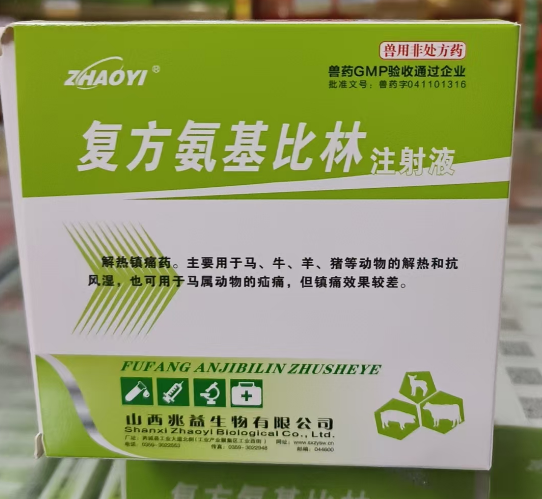 兽用非处方药
ZHAOYI®
兽药GMP验收通过企业
批准文号：兽药字041101316
复方氨基比林注射液
解热镇痛药。主要用于马、牛、羊、猪等动物的解热和抗
风湿，也可用于马属动物的疝痛，但镇痛效果较差。
FUFANG ANJIBILIN ZHUSHEYE
山西兆益生物有限公司
Shanxi Zhaoyi Biological Co., Ltd.
邮编：044600